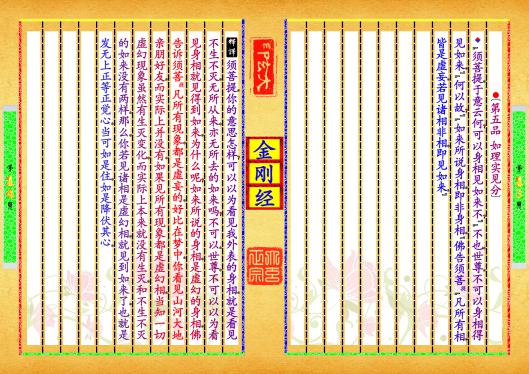 第五品 如理实见分
须菩提于意云何可以身相见如来不不也世尊不可以身相得
见如来何以故如来所说身相即非身相佛告须菩提凡所有相
皆是虚妄若见诸相非相即见如来
金刚经
释译
须菩提你的意思怎样可以以为看见我外表的身相就是看见
不生不灭无所从来亦无所去的如来吗不可以世尊不可以以为看
见身相就见得到如来为什么呢如来所说的身相是虚幻的身相佛
告诉须菩提凡所有现象都是虚妄的好比在梦中你看见山河大地
亲朋好友而实际上并没有如果见所有现象都是虚幻相当知一切
虚幻现象虽然有生灭变化而实际上本来就没有生灭和不生不灭
的如来没有两样那么你若见诸相是虚幻相就见到如来了也就是
发无上正等正觉心当可如是住如是降伏其心